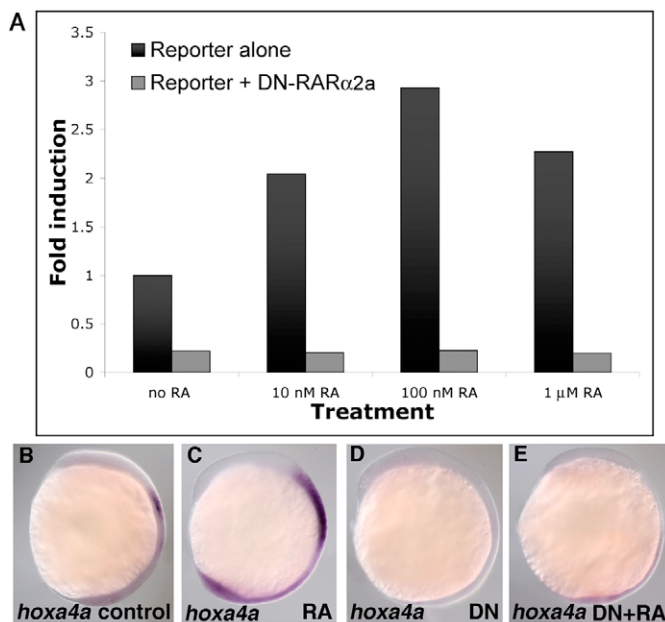 A
Reporter alone
Reporter + DN-RARα2a
Fold induction
3.5
3
2.5
2
1.5
1
0.5
0
no RA
10 nM RA
100 nM RA
1 μM RA
Treatment
B
hoxa4a control
C
hoxa4a RA
D
hoxa4a DN
E
hoxa4a DN+RA